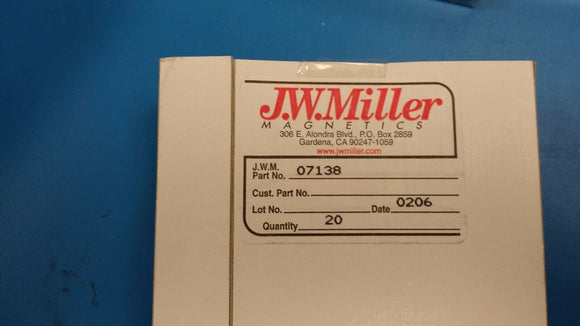 J.W.Miller
MAGNETICS
306 E. Alondra Blvd., P.O. Box 2859
Gardena, CA 90247-1059
www.jwmiller.com
J.W.M.
Part No. 07138
Cust. Part No.
Lot No. Date 0206
Quantity 20